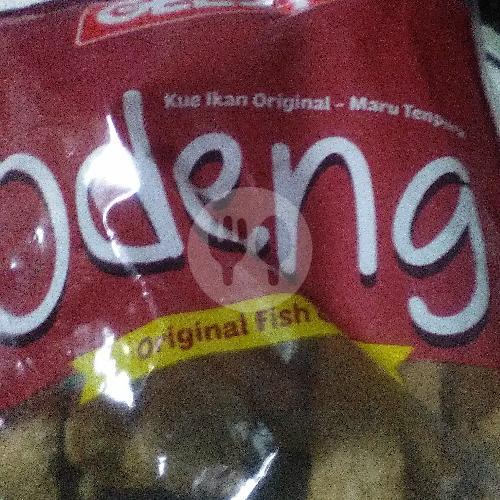 Kue Ikan Original - Maru Tempura
odeng
Original Fish